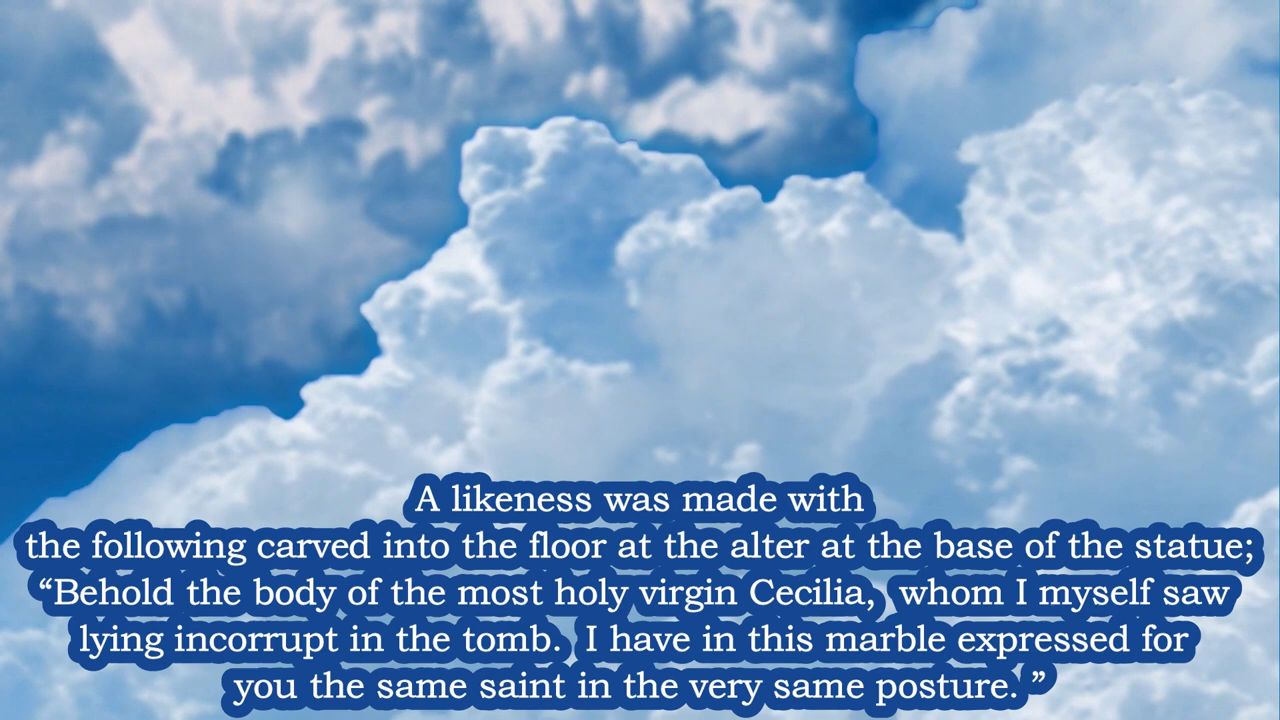 A likeness was made with
the following carved into the floor at the alter at the base of the statue;
“Behold the body of the most holy virgin Cecilia,  whom I myself saw
lying incorrupt in the tomb.  I have in this marble expressed for
you the same saint in the very same posture. ”